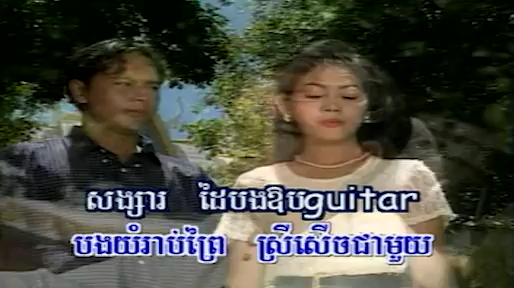 សង្សារ ដៃបងឱបguitar
បងយំរាប់ព្រៃ ស្រីសើចជាមួយ